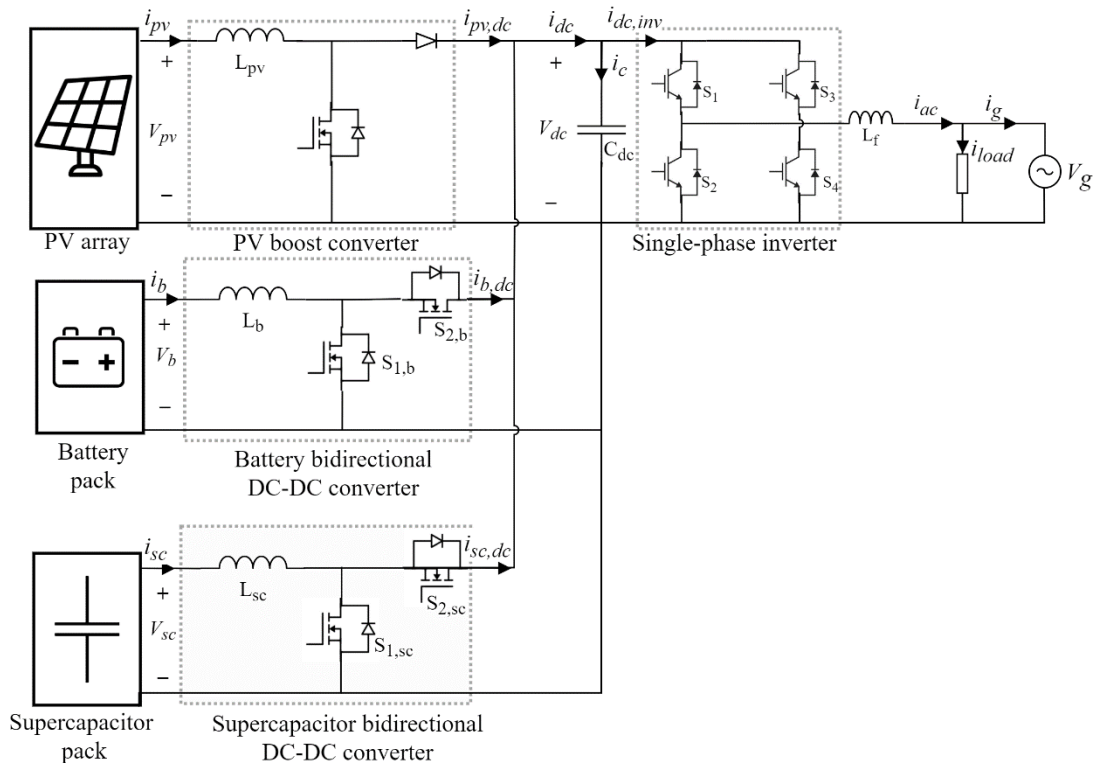 i_pv
i_pv,dc
i_dc
i_dc,inv
+
L_pv
V_pv
−
PV array
PV boost converter
+
i_c
V_dc
C_dc
−
S_1
S_3
S_2
S_4
L_f
i_ac
i_g
i_load
V_g
Single-phase inverter
i_b
i_b,dc
+
L_b
S_2,b
V_b
S_1,b
−
− +
Battery
pack
Battery bidirectional
DC-DC converter
i_sc
i_sc,dc
+
L_sc
S_2,sc
V_sc
S_1,sc
−
Supercapacitor
pack
Supercapacitor bidirectional
DC-DC converter